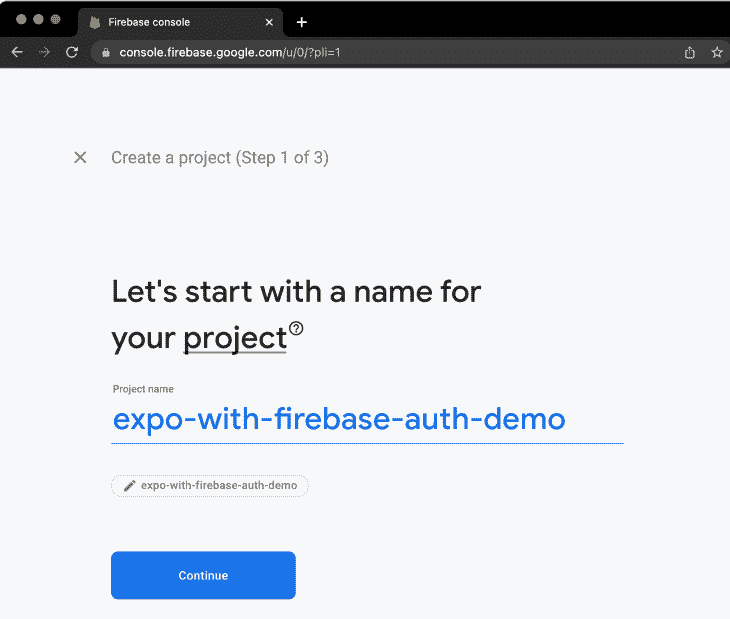 Firebase console
console.firebase.google.com/u/0/?pli=1
Create a project (Step 1 of 3)
Let's start with a name for
your project
Project name
expo-with-firebase-auth-demo
expo-with-firebase-auth-demo
Continue